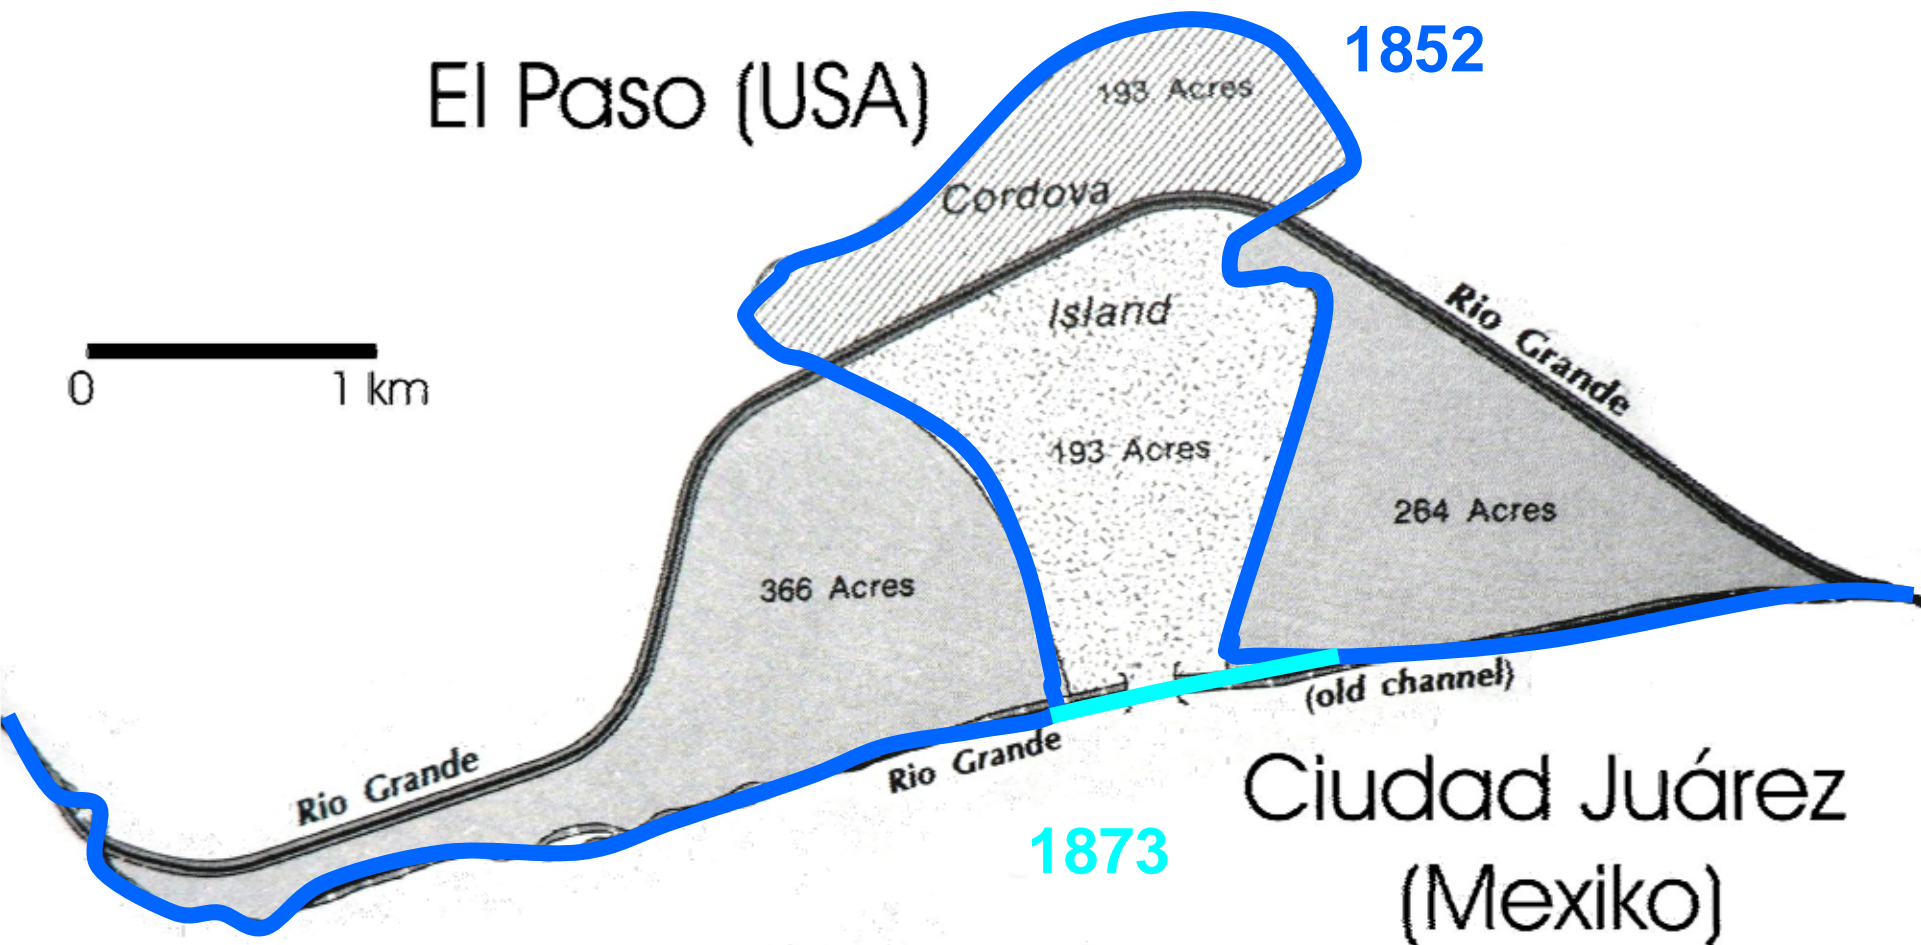 1852
El Paso (USA)
193 Acres
Cordova
Island
Rio Grande
0
1 km
193 Acres
264 Acres
366 Acres
(old channel)
Rio Grande
Rio Grande
Ciudad Juárez
(Mexiko)
1873